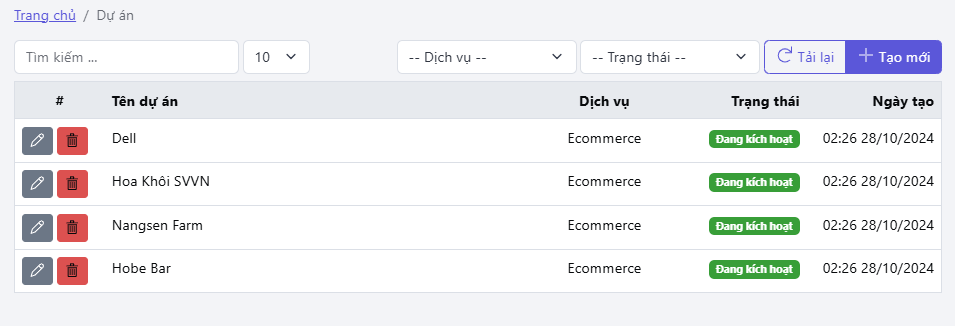 Trang chủ / Dự án
Tìm kiếm ... 10 -- Dịch vụ -- -- Trạng thái -- Tải lại Tạo mới
# Tên dự án Dịch vụ Trạng thái Ngày tạo
Dell Ecommerce Đang kích hoạt 02:26 28/10/2024
Hoa Khôi SVVN Ecommerce Đang kích hoạt 02:26 28/10/2024
Nangsen Farm Ecommerce Đang kích hoạt 02:26 28/10/2024
Hobe Bar Ecommerce Đang kích hoạt 02:26 28/10/2024